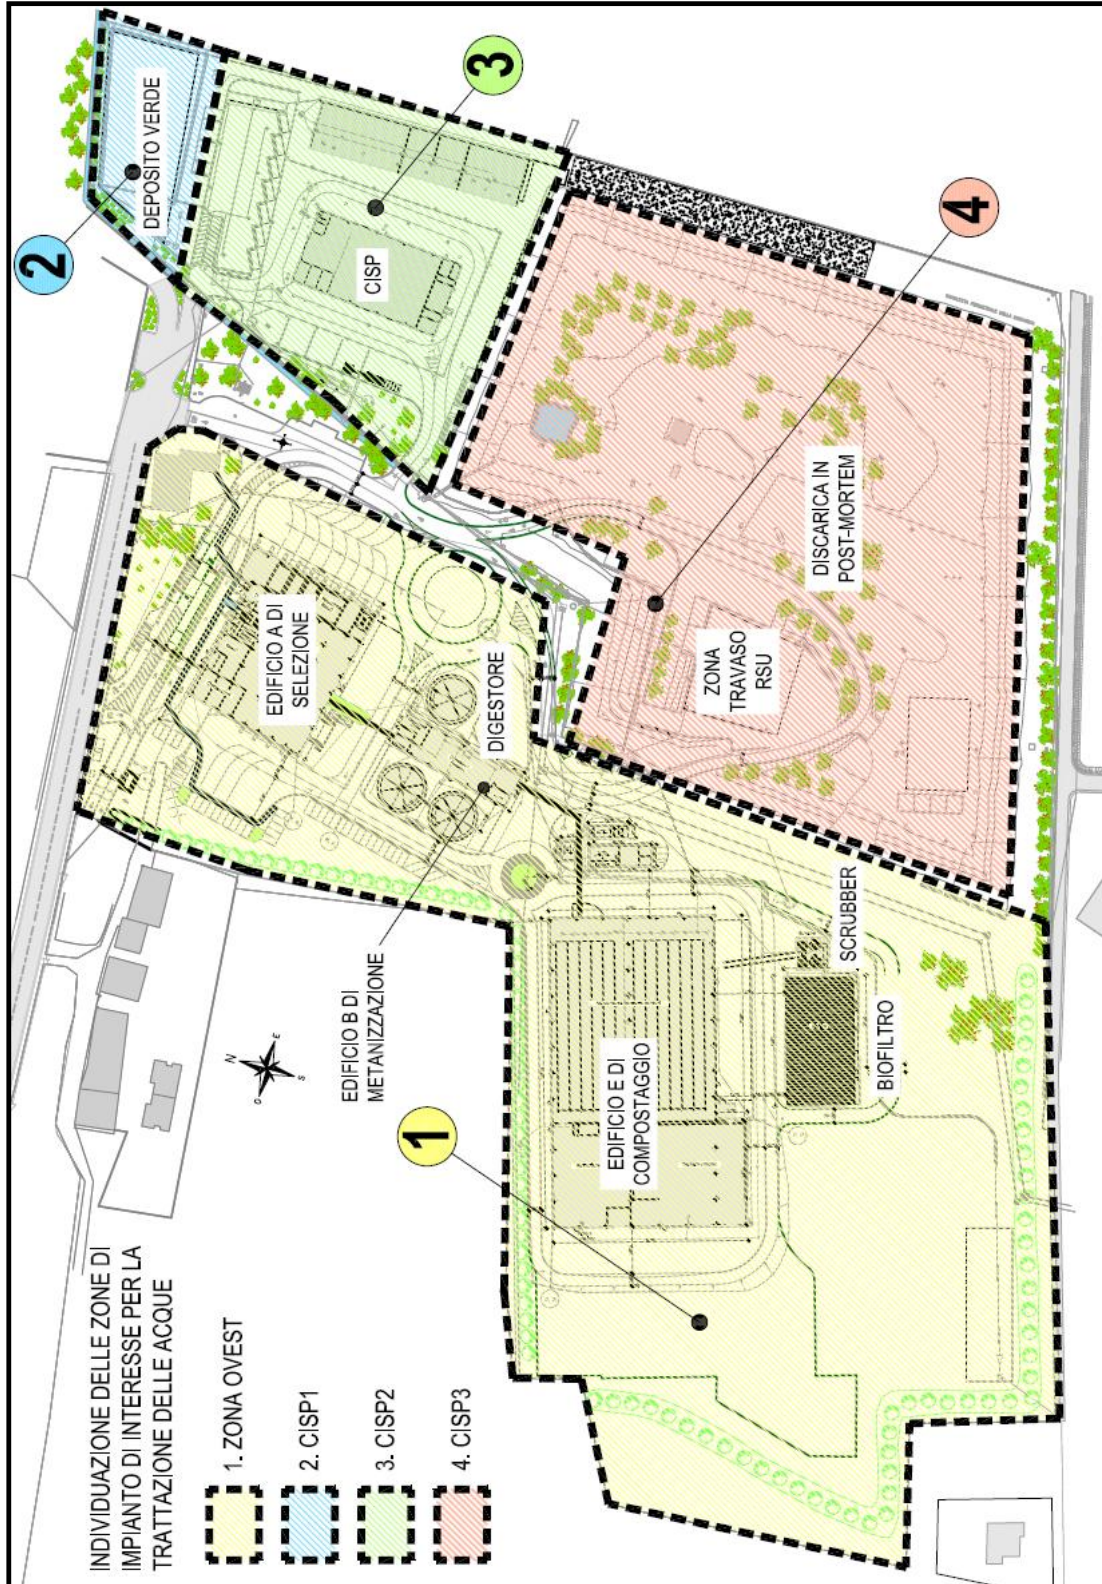 INDIVIDUAZIONE DELLE ZONE DI
IMPIANTO DI INTERESSE PER LA
TRATTAZIONE DELLE ACQUE
1. ZONA OVEST
2. CISP1
3. CISP2
4. CISP3
2
DEPOSITO VERDE
3
CISP
4
DISCARICA IN
POST-MORTEM
ZONA
TRAVASO
RSU
EDIFICIO A DI
SELEZIONE
DIGESTORE
EDIFICIO B DI
METANIZZAZIONE
N
E
S
O
1
EDIFICIO E DI
COMPOSTAGGIO
SCRUBBER
BIOFILTRO